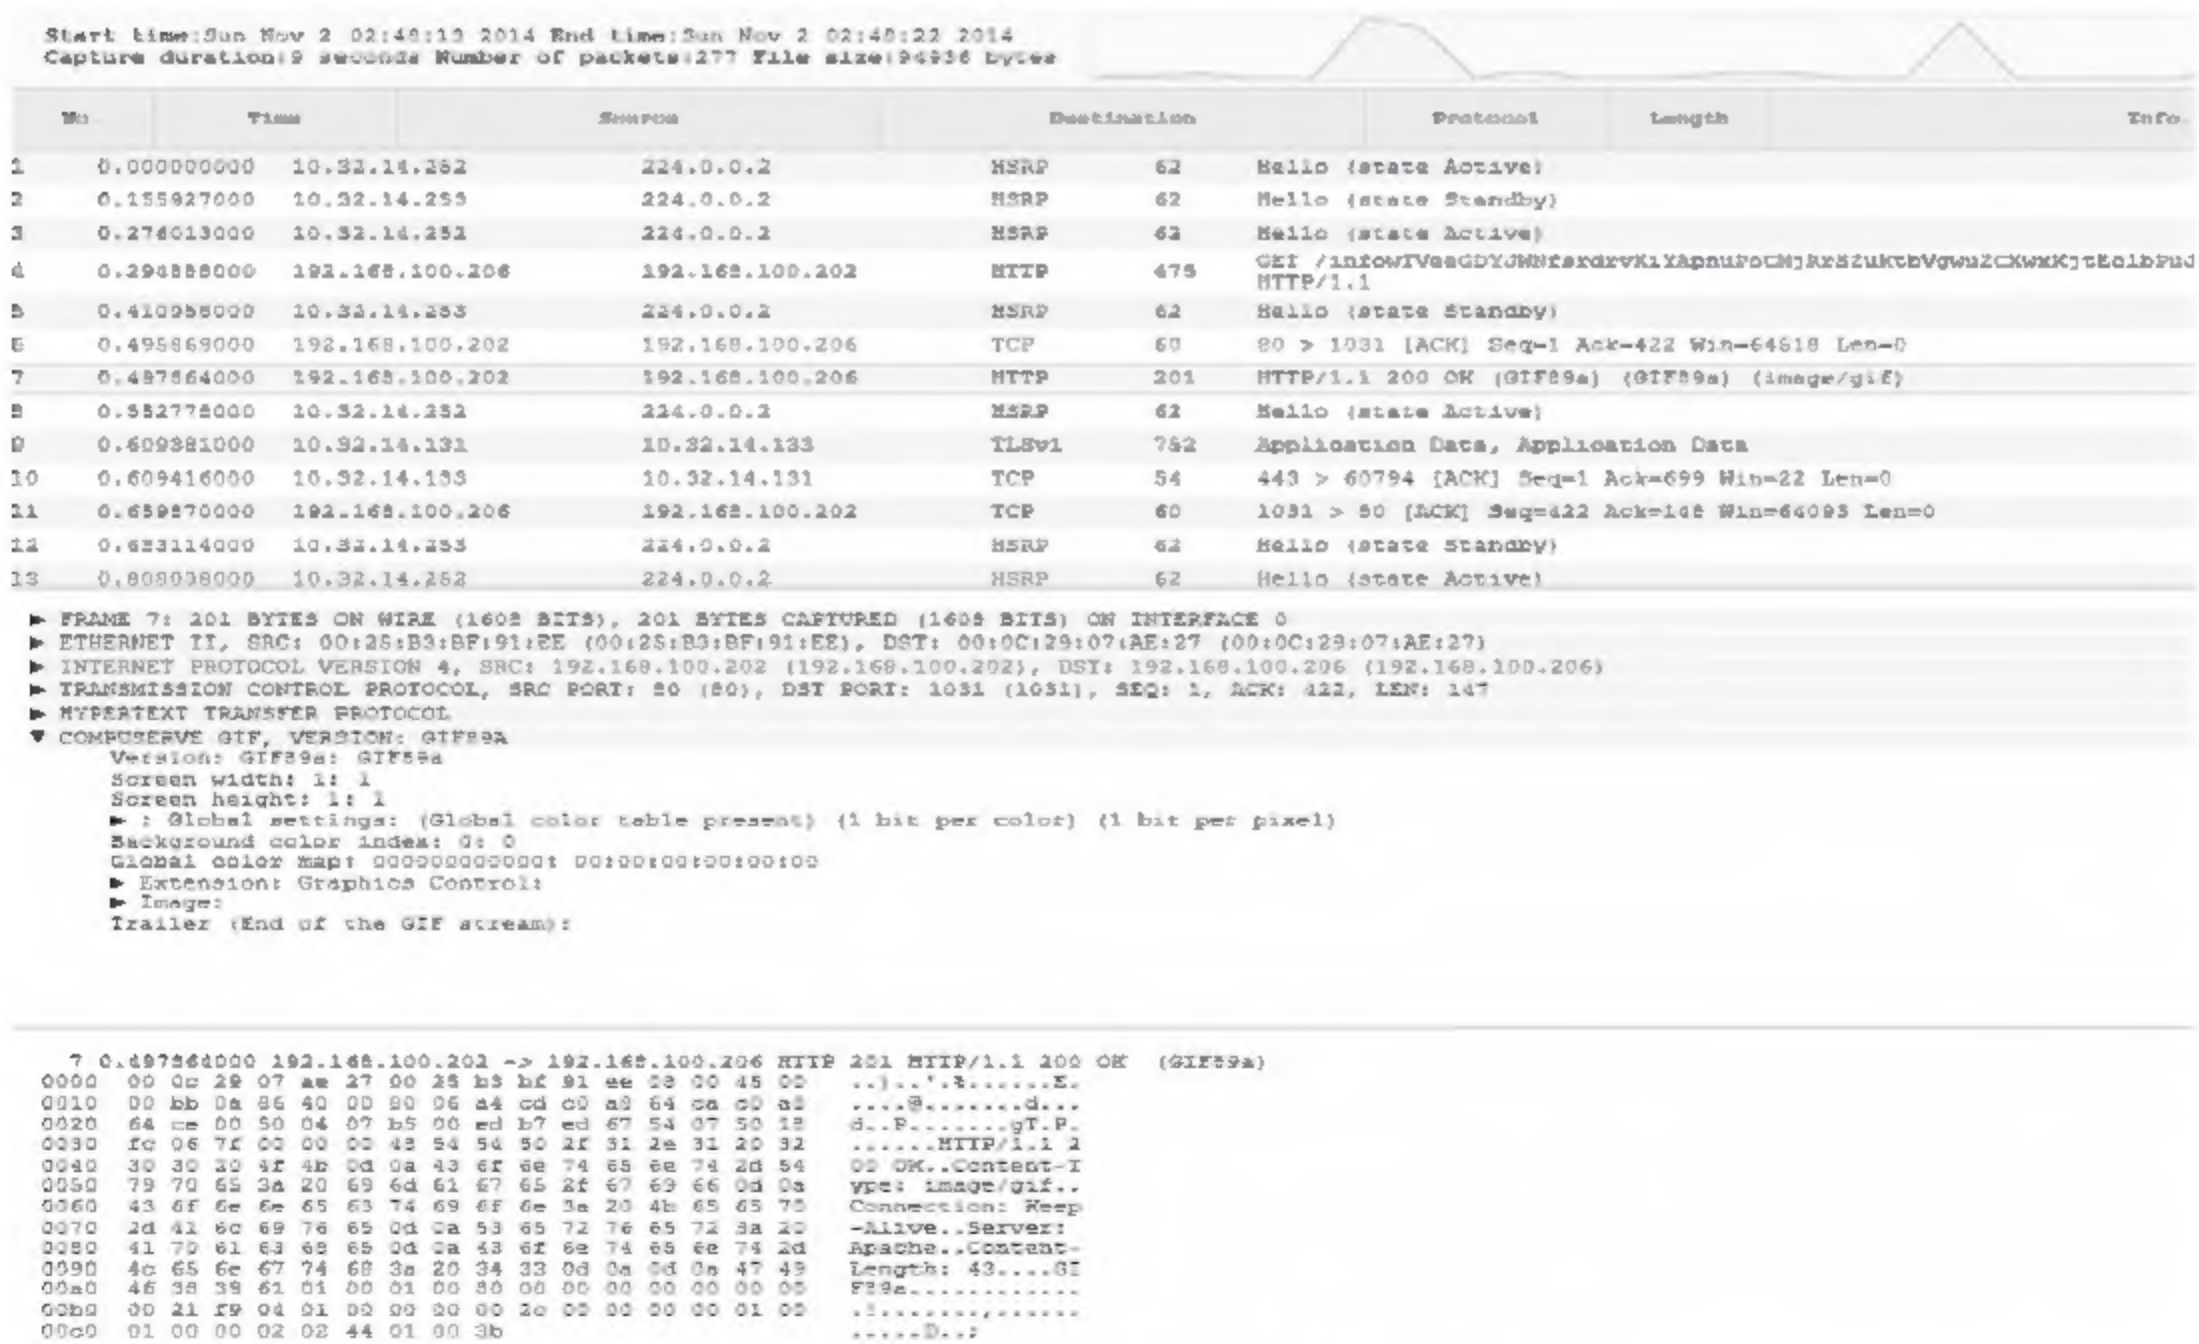 Start time:Sun Nov 2 02:48:13 2014 End time:Sun Nov 2 02:48:22 2014
Capture duration:9 seconds Number of packets:277 File size:94936 bytes
No. Time Source Destination Protocol Length Info
1 0.000000000 10.32.14.252 224.0.0.2 HSRP 62 Hello (state Active)
2 0.155927000 10.32.14.253 224.0.0.2 HSRP 62 Hello (state Standby)
3 0.276013000 10.32.14.252 224.0.0.2 HSRP 62 Hello (state Active)
4 0.294888000 192.168.100.206 192.168.100.202 HTTP 475 GET
HTTP/1.1
5 0.410958000 10.32.14.253 224.0.0.2 HSRP 62 Hello (state Standby)
6 0.495869000 192.168.100.202 192.168.100.206 TCP 60 80 > 1031 [ACK] Seq=1 Ack=422 Win=64518 Len=0
7 0.497564000 192.168.100.202 192.168.100.206 HTTP 201 HTTP/1.1 200 OK (GIF89a) (GIF89a) (image/gif)
8 0.552778000 10.32.14.252 224.0.0.2 HSRP 62 Hello (state Active)
9 0.609381000 10.32.14.131 10.32.14.133 TLSv1 752 Application Data, Application Data
10 0.609416000 10.32.14.133 10.32.14.131 TCP 54 443 > 60794 [ACK] Seq=1 Ack=699 Win=22 Len=0
11 0.659870000 192.168.100.206 192.168.100.202 TCP 60 1031 > 80 [ACK] Seq=422 Ack=148 Win=64093 Len=0
12 0.683114000 10.32.14.253 224.0.0.2 HSRP 62 Hello (state Standby)
13 0.808038000 10.32.14.252 224.0.0.2 HSRP 62 Hello (state Active)
► FRAME 7: 201 BYTES ON WIRE (1608 BITS), 201 BYTES CAPTURED (1608 BITS) ON INTERFACE 0
► ETHERNET II, SRC: 00:25:B3:BF:91:EE (00:25:B3:BF:91:EE), DST: 00:0C:29:07:AE:27 (00:0C:29:07:AE:27)
► INTERNET PROTOCOL VERSION 4, SRC: 192.168.100.202 (192.168.100.202), DST: 192.168.100.206 (192.168.100.206)
► TRANSMISSION CONTROL PROTOCOL, SRC PORT: 80 (80), DST PORT: 1031 (1031), SEQ: 1, ACK: 422, LEN: 147
► HYPERTEXT TRANSFER PROTOCOL
▼ COMPUSERVE GIF, VERSION: GIF89A
Version: GIF89a: GIF89a
Screen width: 1: 1
Screen height: 1: 1
► : Global settings: (Global color table present) (1 bit per color) (1 bit per pixel)
Background color index: 0: 0
Global color map: 000000000000: 00:00:00:00:00:00
► Extension: Graphics Control:
► Image:
Trailer (End of the GIF stream):
7 0.497564000 192.168.100.202 -> 192.168.100.206 HTTP 201 HTTP/1.1 200 OK (GIF89a)
0000 00 0c 29 07 ae 27 00 25 b3 bf 91 ee 08 00 45 00 ..)..'.%......E.
0010 00 bb 0a 86 40 00 80 06 a4 cd c0 a8 64 ca c0 a8 ....@.......d...
0020 64 ce 00 50 04 07 b5 00 ed b7 ed 67 54 07 50 18 d..P.......gT.P.
0030 fc 06 7f 00 00 00 48 54 54 50 2f 31 2e 31 20 32 ......HTTP/1.1 2
0040 30 30 20 4f 4b 0d 0a 43 6f 6e 74 65 6e 74 2d 54 00 OK..Content-T
0050 79 70 65 3a 20 69 6d 61 67 65 2f 67 69 66 0d 0a ype: image/gif..
0060 43 6f 6e 6e 65 63 74 69 6f 6e 3a 20 4b 65 65 70 Connection: Keep
0070 2d 41 6c 69 76 65 0d 0a 53 65 72 76 65 72 3a 20 -Alive..Server:
0080 41 70 61 63 68 65 0d 0a 43 6f 6e 74 65 6e 74 2d Apache..Content-
0090 4c 65 6e 67 74 68 3a 20 34 33 0d 0a 0d 0a 47 49 Length: 43....GI
00a0 46 38 39 61 01 00 01 00 80 00 00 00 00 00 00 00 F89a............
00b0 00 21 f9 04 01 00 00 00 00 2c 00 00 00 00 01 00 .!.......,......
00c0 01 00 00 02 02 44 01 00 3b .....D..;